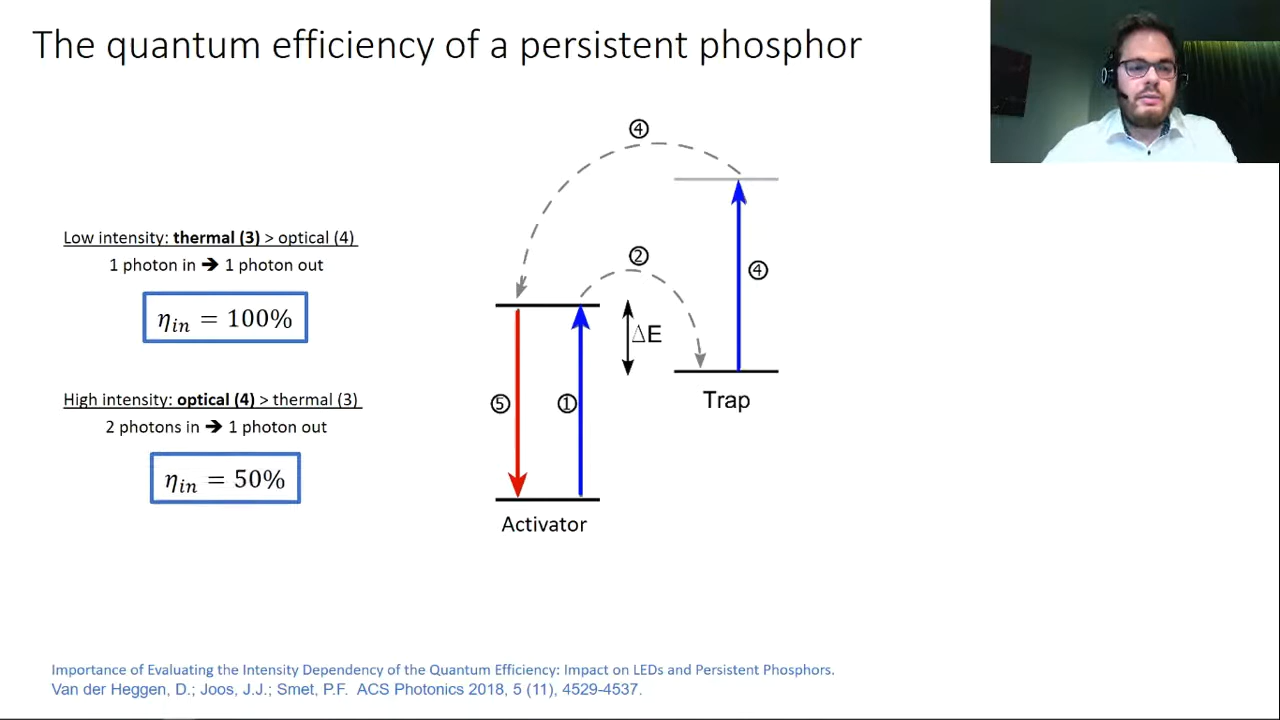 The quantum efficiency of a persistent phosphor
Low intensity: thermal (3) > optical (4)
1 photon in 🡲 1 photon out
η_in = 100%
High intensity: optical (4) > thermal (3)
2 photons in 🡲 1 photon out
η_in = 50%
④
②
④
ΔE
⑤ ①
Trap
Activator
Importance of Evaluating the Intensity Dependency of the Quantum Efficiency: Impact on LEDs and Persistent Phosphors.
Van der Heggen, D.; Joos, J.J.; Smet, P.F. ACS Photonics 2018, 5 (11), 4529-4537.